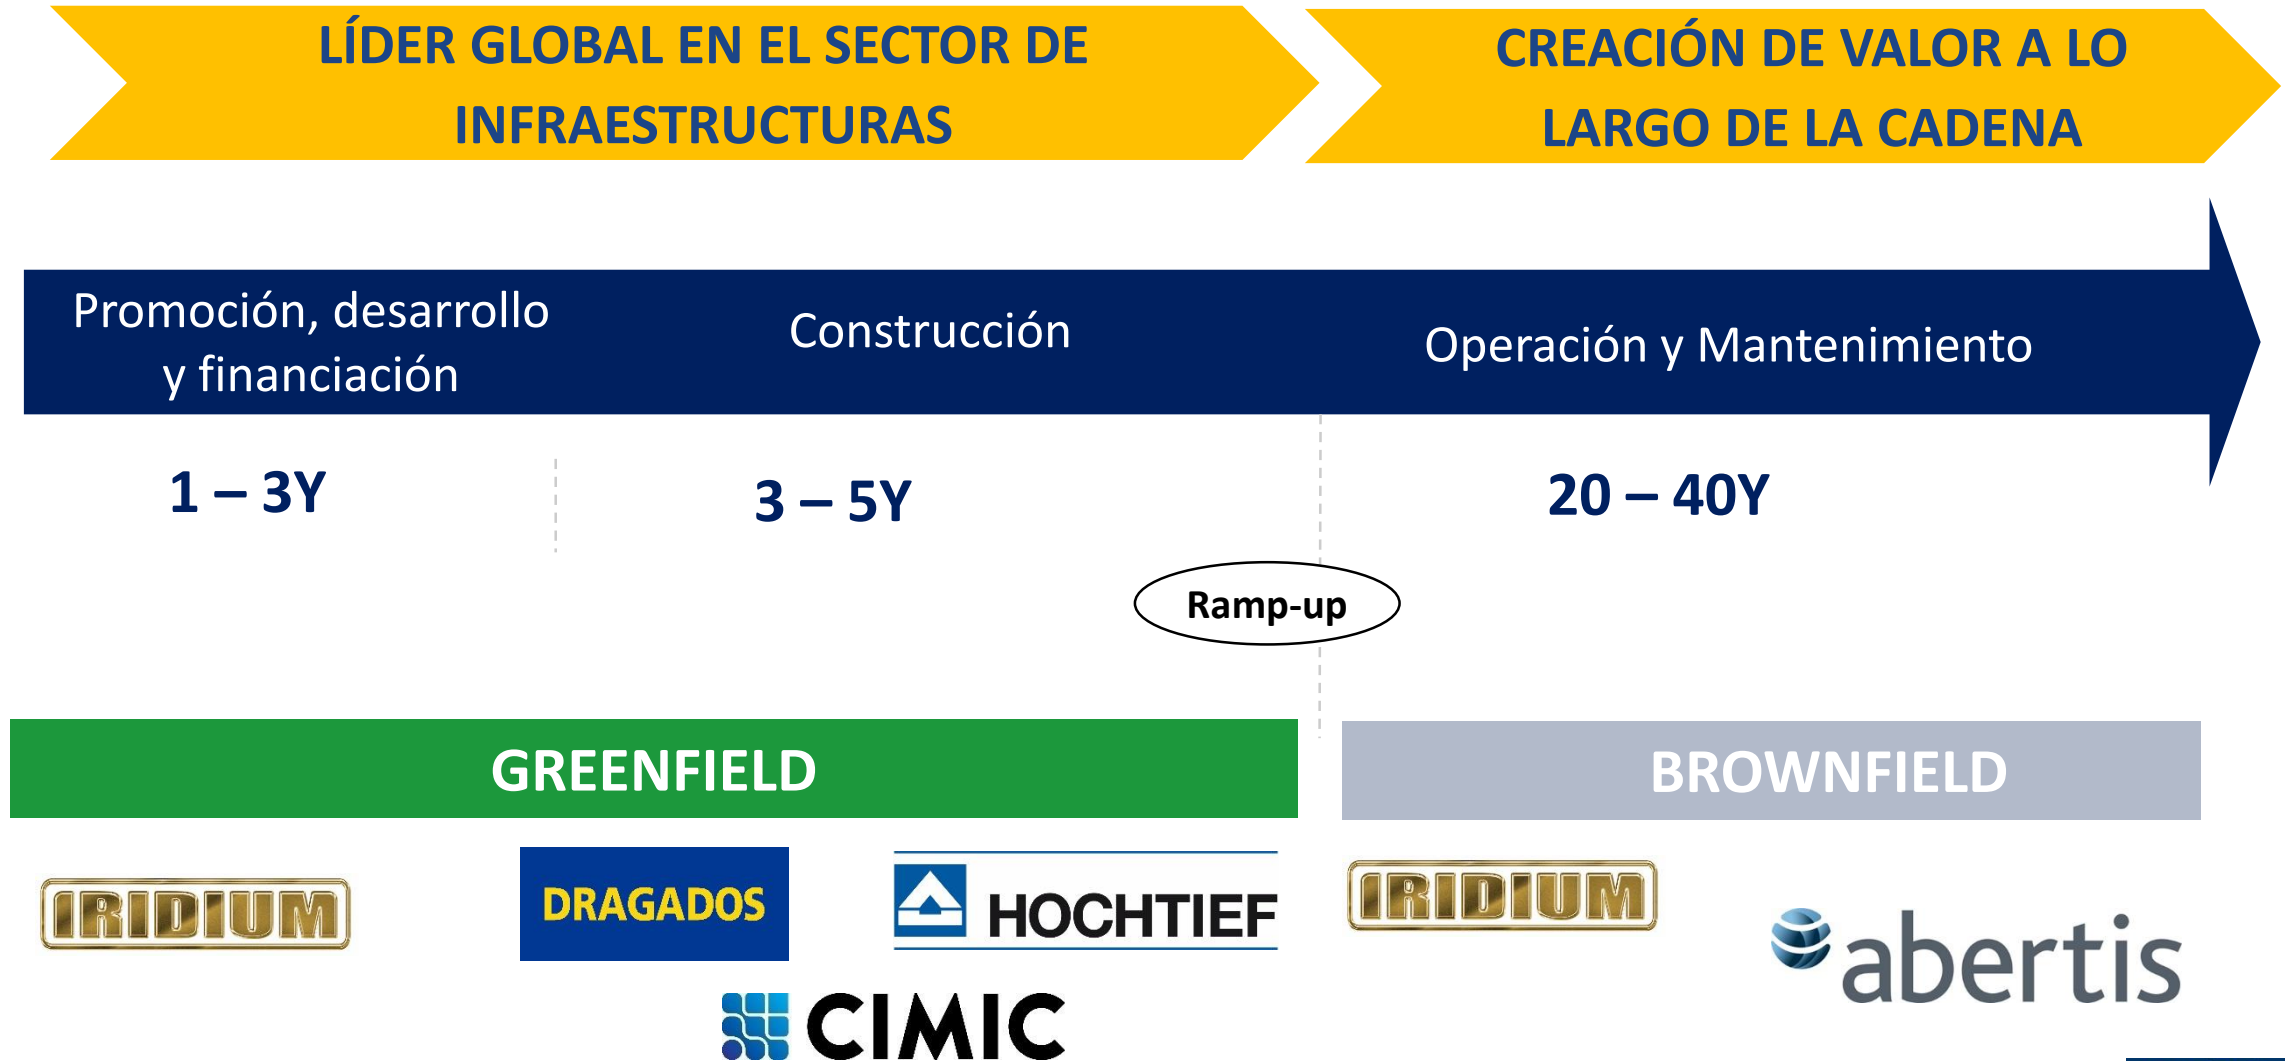 LÍDER GLOBAL EN EL SECTOR DE
INFRAESTRUCTURAS
CREACIÓN DE VALOR A LO
LARGO DE LA CADENA
Promoción, desarrollo
y financiación
Construcción
Operación y Mantenimiento
1 – 3Y
3 – 5Y
20 – 40Y
Ramp-up
GREENFIELD
BROWNFIELD
IRIDIUM
DRAGADOS
HOCHTIEF
IRIDIUM
abertis
CIMIC